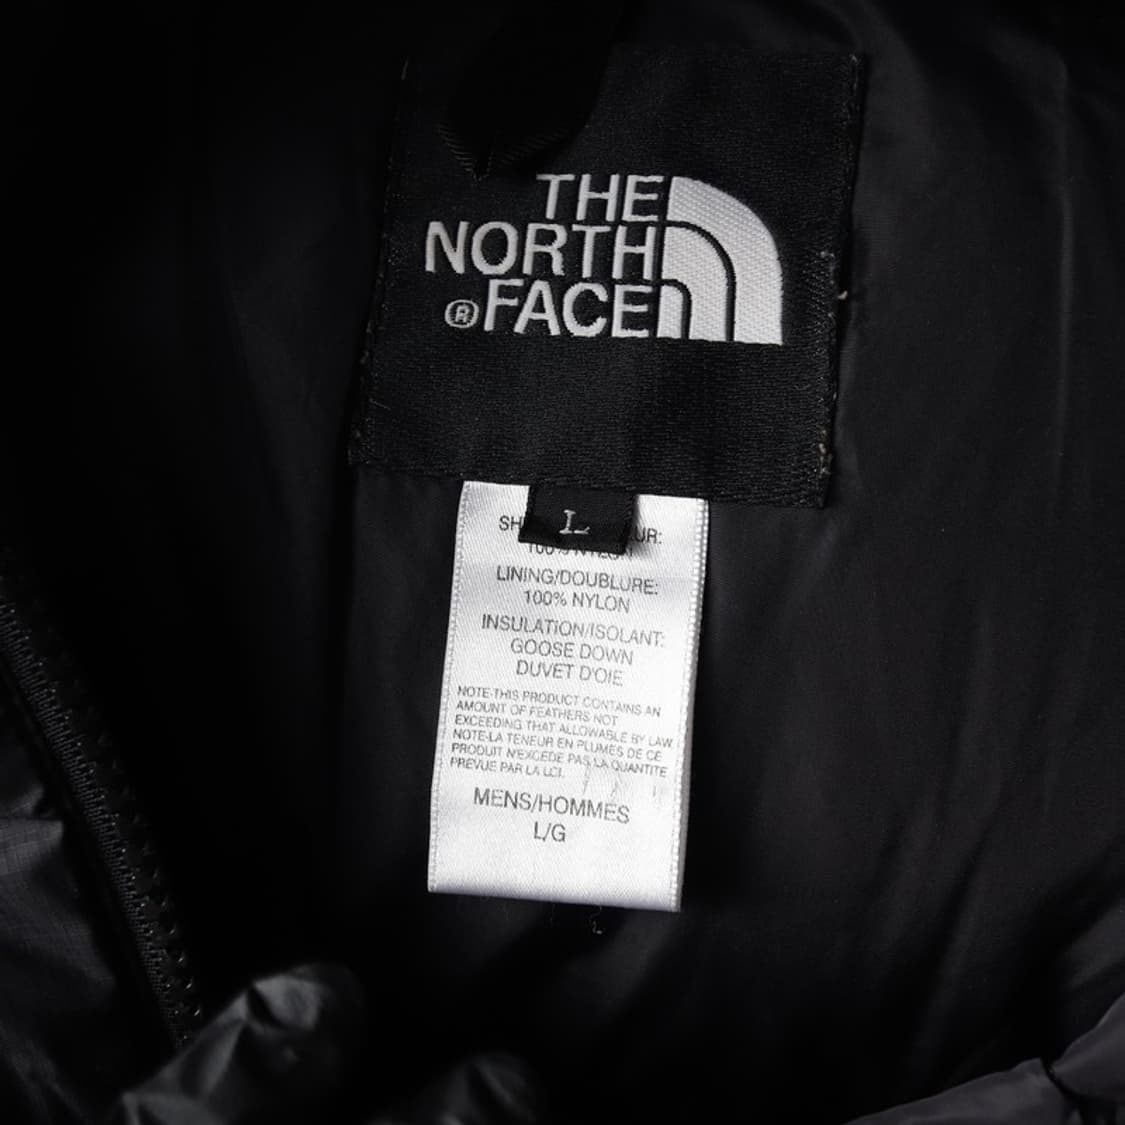 THE
NORTH
®FACE
L
100% NYLON
LINING/DOUBLURE:
100% NYLON
INSULATION/ISOLANT:
GOOSE DOWN
DUVET D'OIE
NOTE-THIS PRODUCT CONTAINS AN
AMOUNT OF FEATHERS NOT
EXCEEDING THAT ALLOWABLE BY LAW.
NOTE-LA TENEUR EN PLUMES DE CE
PRODUIT N'EXCEDE PAS LA QUANTITE
PREVUE PAR LA LOI.
MENS/HOMMES
L/G